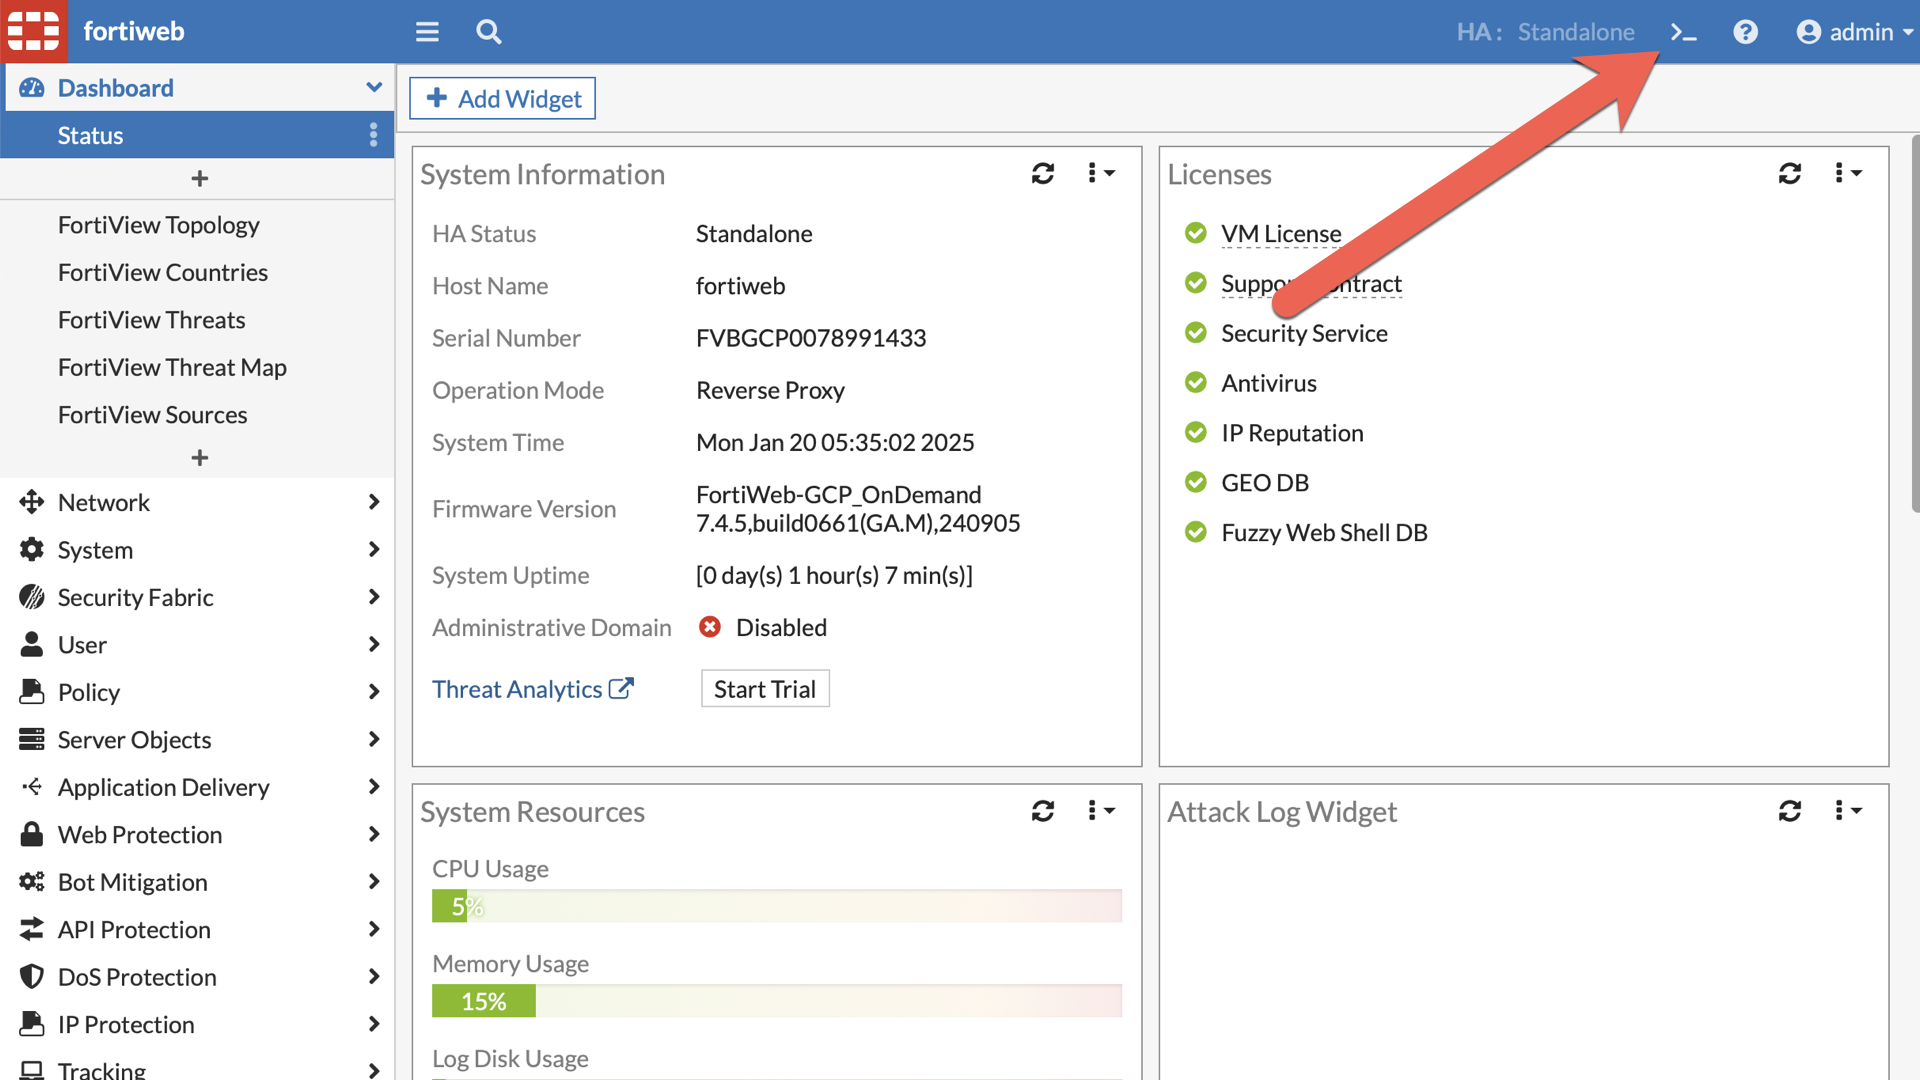 fortiweb
HA: Standalone
>_
?
admin
Dashboard
Status
+
FortiView Topology
FortiView Countries
FortiView Threats
FortiView Threat Map
FortiView Sources
+
Network
System
Security Fabric
User
Policy
Server Objects
Application Delivery
Web Protection
Bot Mitigation
API Protection
DoS Protection
IP Protection
Tracking
+ Add Widget
System Information
HA Status Standalone
Host Name fortiweb
Serial Number FVBGCP0078991433
Operation Mode Reverse Proxy
System Time Mon Jan 20 05:35:02 2025
Firmware Version FortiWeb-GCP_OnDemand
7.4.5,build0661(GA.M),240905
System Uptime [0 day(s) 1 hour(s) 7 min(s)]
Administrative Domain Disabled
Threat Analytics Start Trial
Licenses
VM License
Support Contract
Security Service
Antivirus
IP Reputation
GEO DB
Fuzzy Web Shell DB
System Resources
CPU Usage
5%
Memory Usage
15%
Log Disk Usage
Attack Log Widget